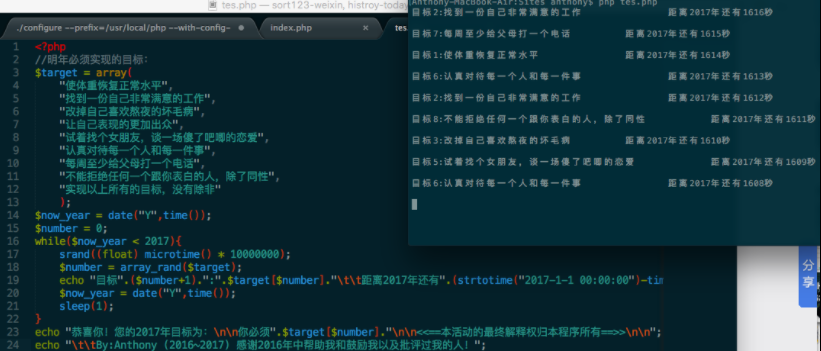 tes.php — sort123-weixin, histroy-today
./configure --prefix=/usr/local/php --with-config-
index.php
tes
1 <?php
2 //明年必须实现的目标:
3 $target = array(
4 "使体重恢复正常水平",
5 "找到一份自己非常满意的工作",
6 "改掉自己喜欢熬夜的坏毛病",
7 "让自己表现的更加出众",
8 "试着找个女朋友, 谈一场傻了吧唧的恋爱",
9 "认真对待每一个人和每一件事",
10 "每周至少给父母打一个电话",
11 "不能拒绝任何一个跟你表白的人, 除了同性",
12 "实现以上所有的目标, 没有除非"
13 );
14 $now_year = date("Y",time());
15 $number = 0;
16 while($now_year < 2017){
17 srand((float) microtime() * 10000000);
18 $number = array_rand($target);
19 echo "目标".($number+1).":".$target[$number]."\t\t距离2017年还有".(strtotime("2017-1-1 00:00:00")-tim
20 $now_year = date("Y",time());
21 sleep(1);
22 }
23 echo "恭喜你! 您的2017年目标为: \n\n你必须".$target[$number]."\n\n<<==本活动的最终解释权归本程序所有==>>\n\n";
24 echo "\t\tBy:Anthony (2016~2017) 感谢2016年中帮助我和鼓励我以及批评过我的人! ";
Anthony-MacBook-Air:Sites anthony$ php tes.php
目标2:找到一份自己非常满意的工作 距离2017年还有1616秒
目标7:每周至少给父母打一个电话 距离2017年还有1615秒
目标1:使体重恢复正常水平 距离2017年还有1614秒
目标6:认真对待每一个人和每一件事 距离2017年还有1613秒
目标2:找到一份自己非常满意的工作 距离2017年还有1612秒
目标8:不能拒绝任何一个跟你表白的人, 除了同性 距离2017年还有1611秒
目标3:改掉自己喜欢熬夜的坏毛病 距离2017年还有1610秒
目标5:试着找个女朋友, 谈一场傻了吧唧的恋爱 距离2017年还有1609秒
目标6:认真对待每一个人和每一件事 距离2017年还有1608秒
分
享